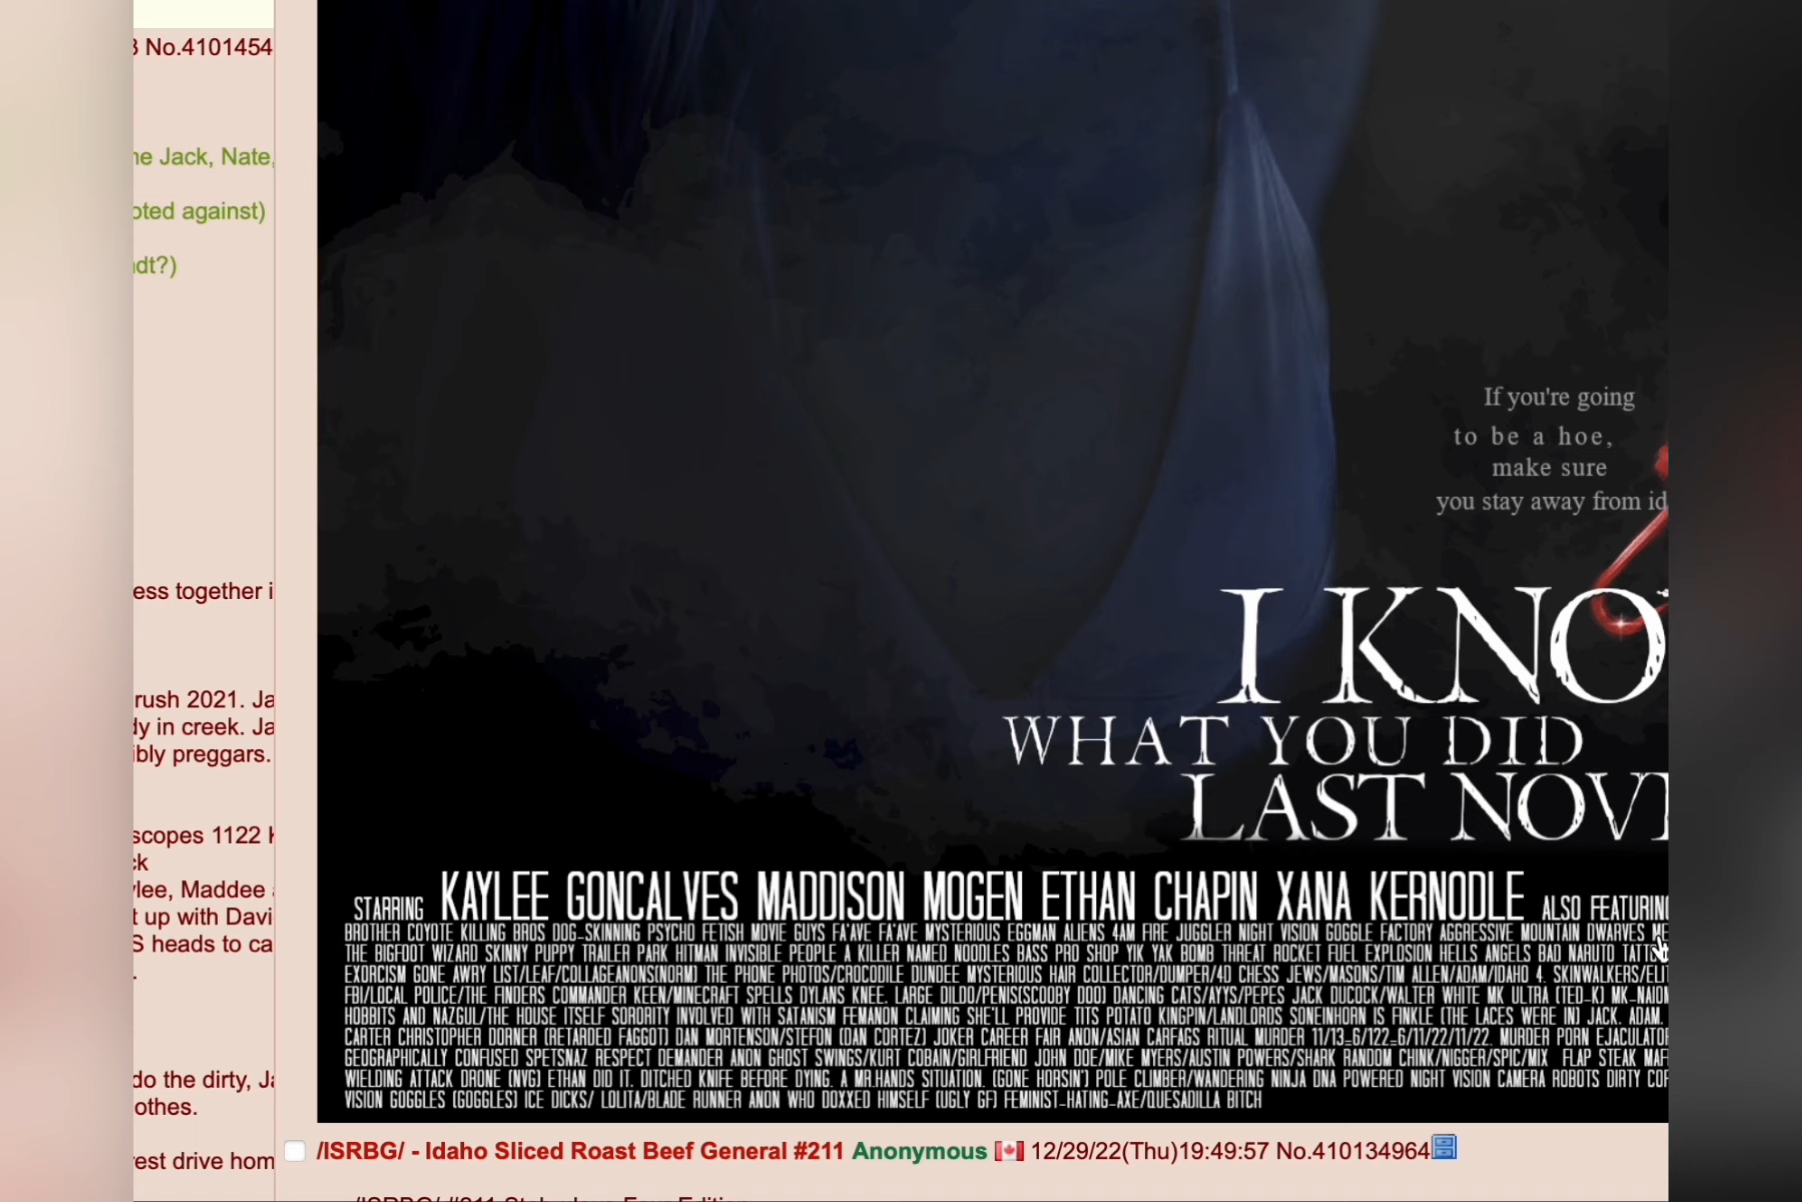 3 No.4101454
ne Jack, Nate,
oted against)
ndt?)
ess together i
rush 2021. Ja
dy in creek. Ja
ibly preggars.
scopes 1122 K
ck
ylee, Maddee
t up with Davi
S heads to ca
.
do the dirty, Ja
othes.
rest drive hom
If you're going
to be a hoe,
make sure
you stay away from id
I KNO
WHAT YOU DID
LAST NOV
STARRING KAYLEE GONCALVES MADDISON MOGEN ETHAN CHAPIN XANA KERNODLE ALSO FEATURING
BROTHER COYOTE KILLING BROS DOG-SKINNING PSYCHO FETISH MOVIE GUYS FA'AVE FA'AVE MYSTERIOUS EGGMAN ALIENS 4AM FIRE JUGGLER NIGHT VISION GOGGLE FACTORY AGGRESSIVE MOUNTAIN DWARVES ME
THE BIGFOOT WIZARD SKINNY PUPPY TRAILER PARK HITMAN INVISIBLE PEOPLE A KILLER NAMED NOODLES BASS PRO SHOP YIK YAK BOMB THREAT ROCKET FUEL EXPLOSION HELLS ANGELS BAD NARUTO
EXORCISM GONE AWRY LIST/LEAF/COLLAGEANONS(NORM) THE PHONE PHOTOS/CROCODILE DUNDEE MYSTERIOUS HAIR COLLECTOR/DUMPER/4D CHESS JEWS/MASONS/TIM ALLEN/ADAM/IDAHO 4. SKINWALKERS/ELI
FBI/LOCAL POLICE/THE FINDERS COMMANDER KEEN/MINECRAFT SPELLS DYLANS KNEE. LARGE DILDO/PENIS(SCOOBY DOO) DANCING CATS/AYYS/PEPES JACK DUCOCK/WALTER WHITE MK ULTRA (TED-K) MK-NAIOM
HOBBITS AND NAZGUL/THE HOUSE ITSELF SORORITY INVOLVED WITH SATANISM FEMANON CLAIMING SHE'LL PROVIDE TITS POTATO KINGPIN/LANDLORDS SONEINHORN IS FINKLE (THE LACES WERE IN) JACK. ADAM.
CARTER CHRISTOPHER DORNER (RETARDED FAGGOT) DAN MORTENSON/STEFON (DAN CORTEZ) JOKER CAREER FAIR ANON/ASIAN CARFAGS RITUAL MURDER 11/13=6/122=6/11/22/11/22. MURDER PORN EJACULATOR
GEOGRAPHICALLY CONFUSED SPETSNAZ RESPECT DEMANDER ANON GHOST SWINGS/KURT COBAIN/GIRLFRIEND JOHN DOE/MIKE MYERS/AUSTIN POWERS/SHARK RANDOM CHINK/NIGGER/SPIC/MIX FLAP STEAK MAF
WIELDING ATTACK DRONE (NVG) ETHAN DID IT. DITCHED KNIFE BEFORE DYING. A MR.HANDS SITUATION. (GONE HORSIN') POLE CLIMBER/WANDERING NINJA DNA POWERED NIGHT VISION CAMERA ROBOTS DIRTY COP
VISION GOGGLES (GOGGLES) ICE DICKS/ LOLITA/BLADE RUNNER ANON WHO DOXXED HIMSELF (UGLY GF) FEMINIST-HATING-AXE/QUESADILLA BITCH
/ISRBG/ - Idaho Sliced Roast Beef General #211 Anonymous 12/29/22(Thu)19:49:57 No.410134964